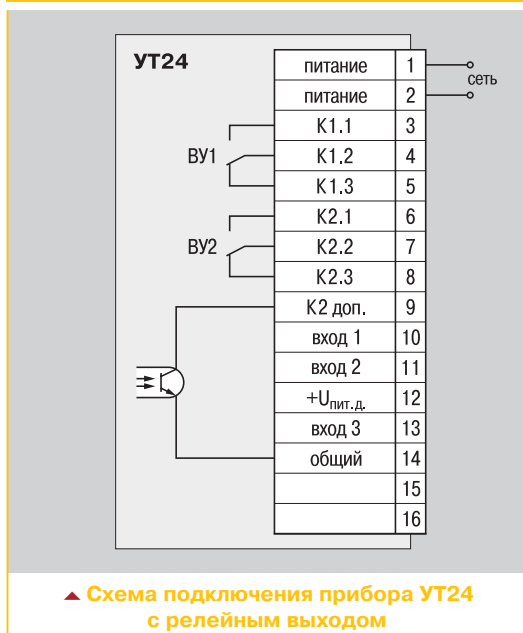 УТ24
питание 1
сеть
питание 2
К1.1 3
ВУ1 К1.2 4
К1.3 5
К2.1 6
ВУ2 К2.2 7
К2.3 8
К2 доп. 9
вход 1 10
вход 2 11
+Uпит.д. 12
вход 3 13
общий 14
15
16
Схема подключения прибора УТ24
с релейным выходом